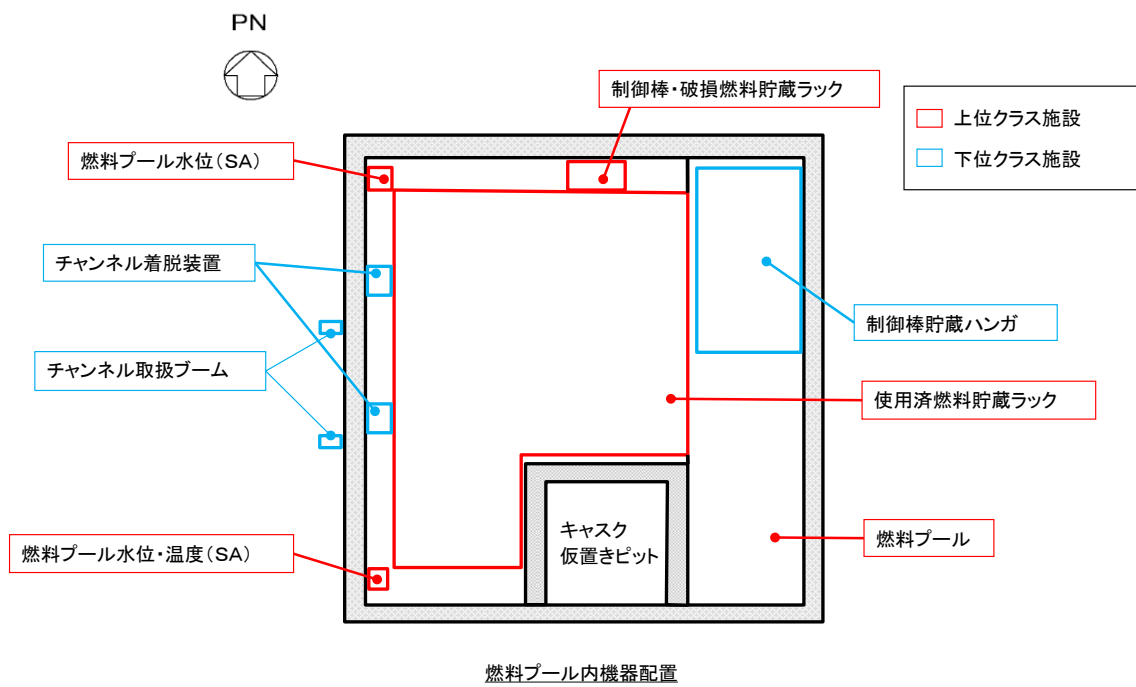 PN
制御棒・破損燃料貯蔵ラック
上位クラス施設
下位クラス施設
燃料プール水位(SA)
チャンネル着脱装置
制御棒貯蔵ハンガ
チャンネル取扱ブーム
使用済燃料貯蔵ラック
キャスク
仮置きピット
燃料プール
燃料プール水位・温度(SA)
燃料プール内機器配置